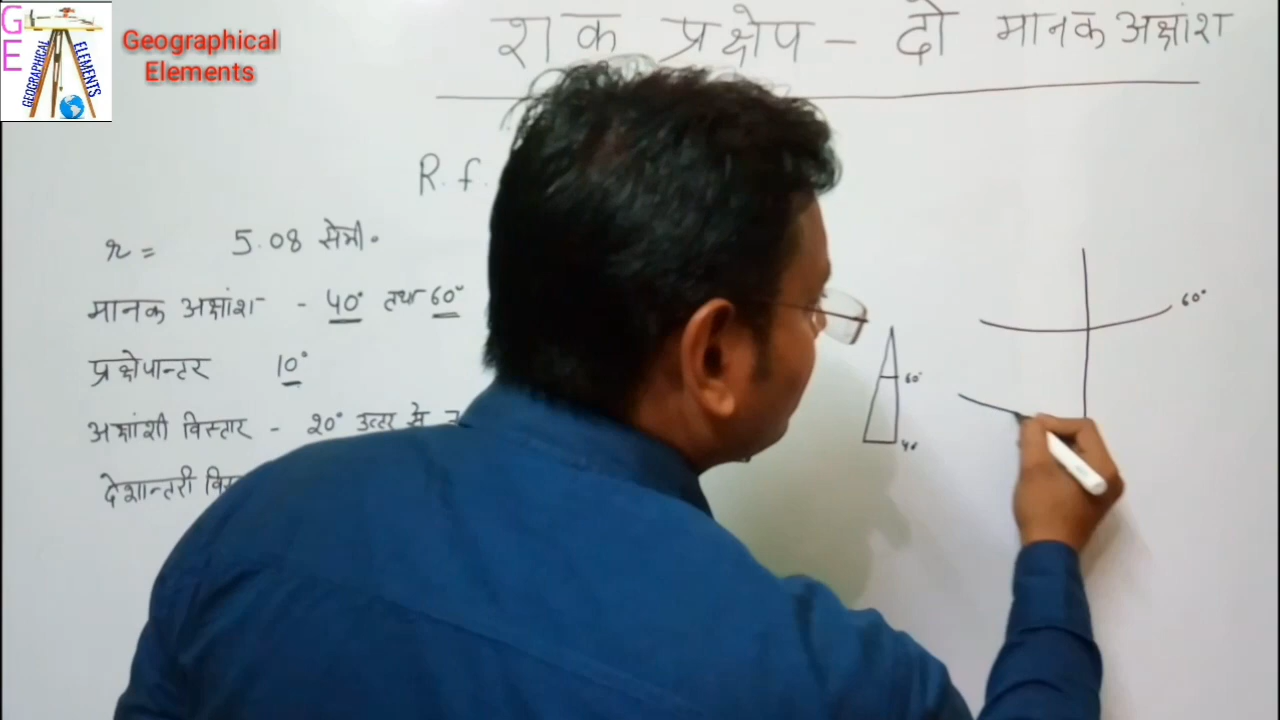 GE
GEOGRAPHICAL ELEMENTS
Geographical
Elements
शंकु प्रक्षेप - दो मानक अक्षांश
R.f.
r = 5.08 सेमी.
मानक अक्षांश - 40° तथा 60°
प्रक्षेपान्तर 10°
अक्षांशी विस्तार - 20° उत्तर से
देशान्तरी
60°
40
60°